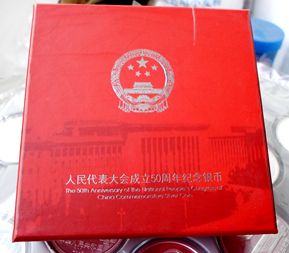 人民代表大会成立50周年纪念银币
The 50th Anniversary of the National People's Congress of
China Commemorative Silver Coin